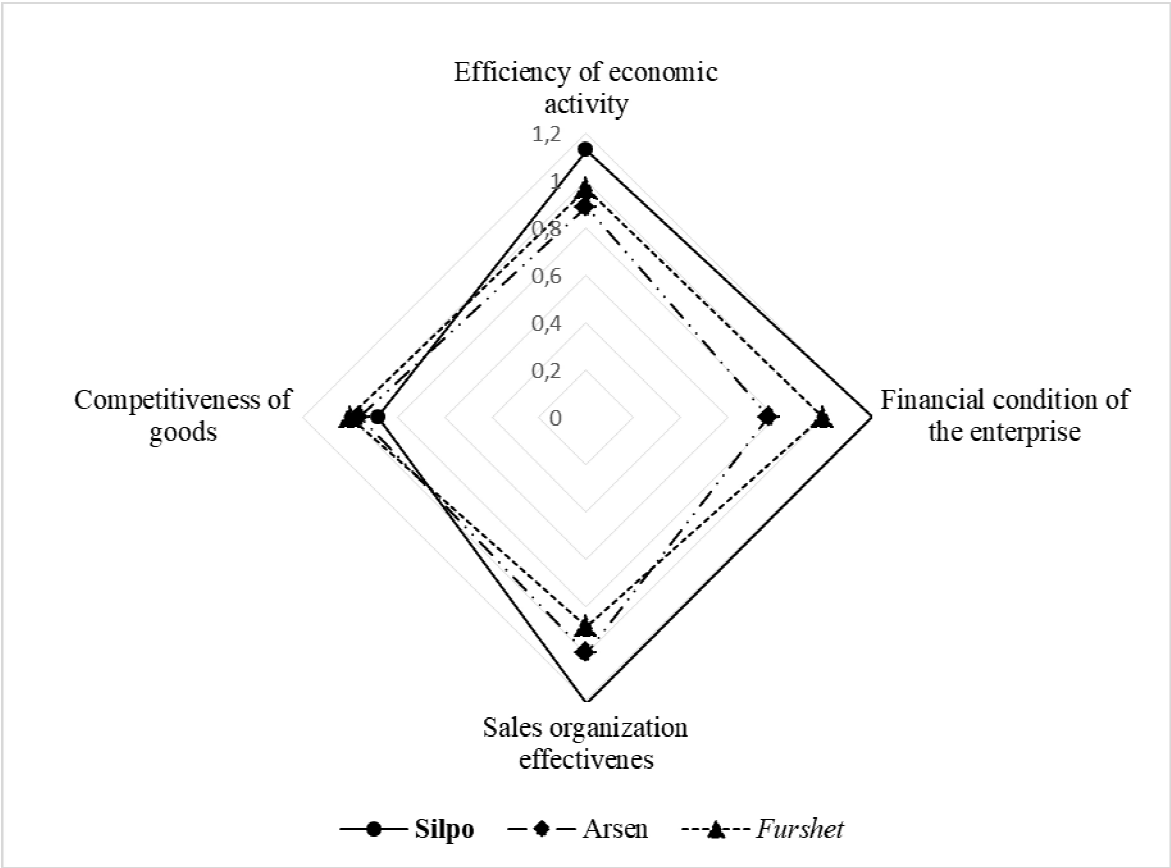 Efficiency of economic
activity
1,2
1
0,8
0,6
0,4
0,2
0
Competitiveness of
goods
Financial condition of
the enterprise
Sales organization
effectivenes
Silpo
Arsen
Furshet